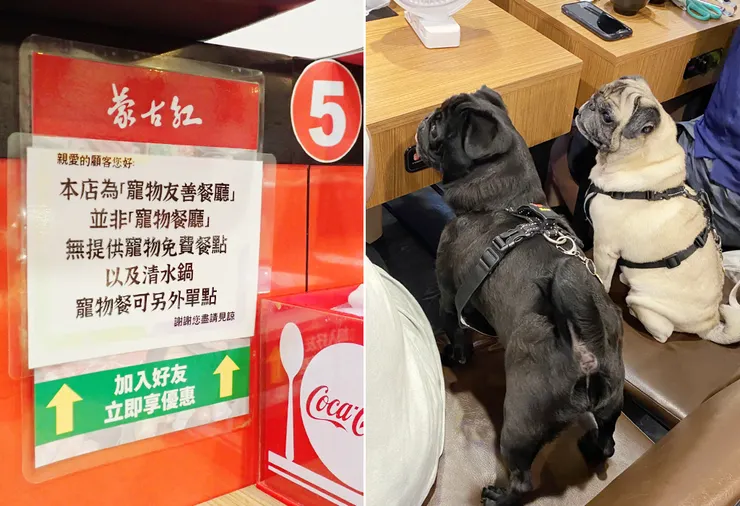 蒙古紅
5
親愛的顧客您好:
本店為「寵物友善餐廳」
並非「寵物餐廳」
無提供寵物免費餐點
以及清水鍋
寵物餐可另外單點
謝謝您盡請見諒
加入好友
立即享優惠
Coca-C